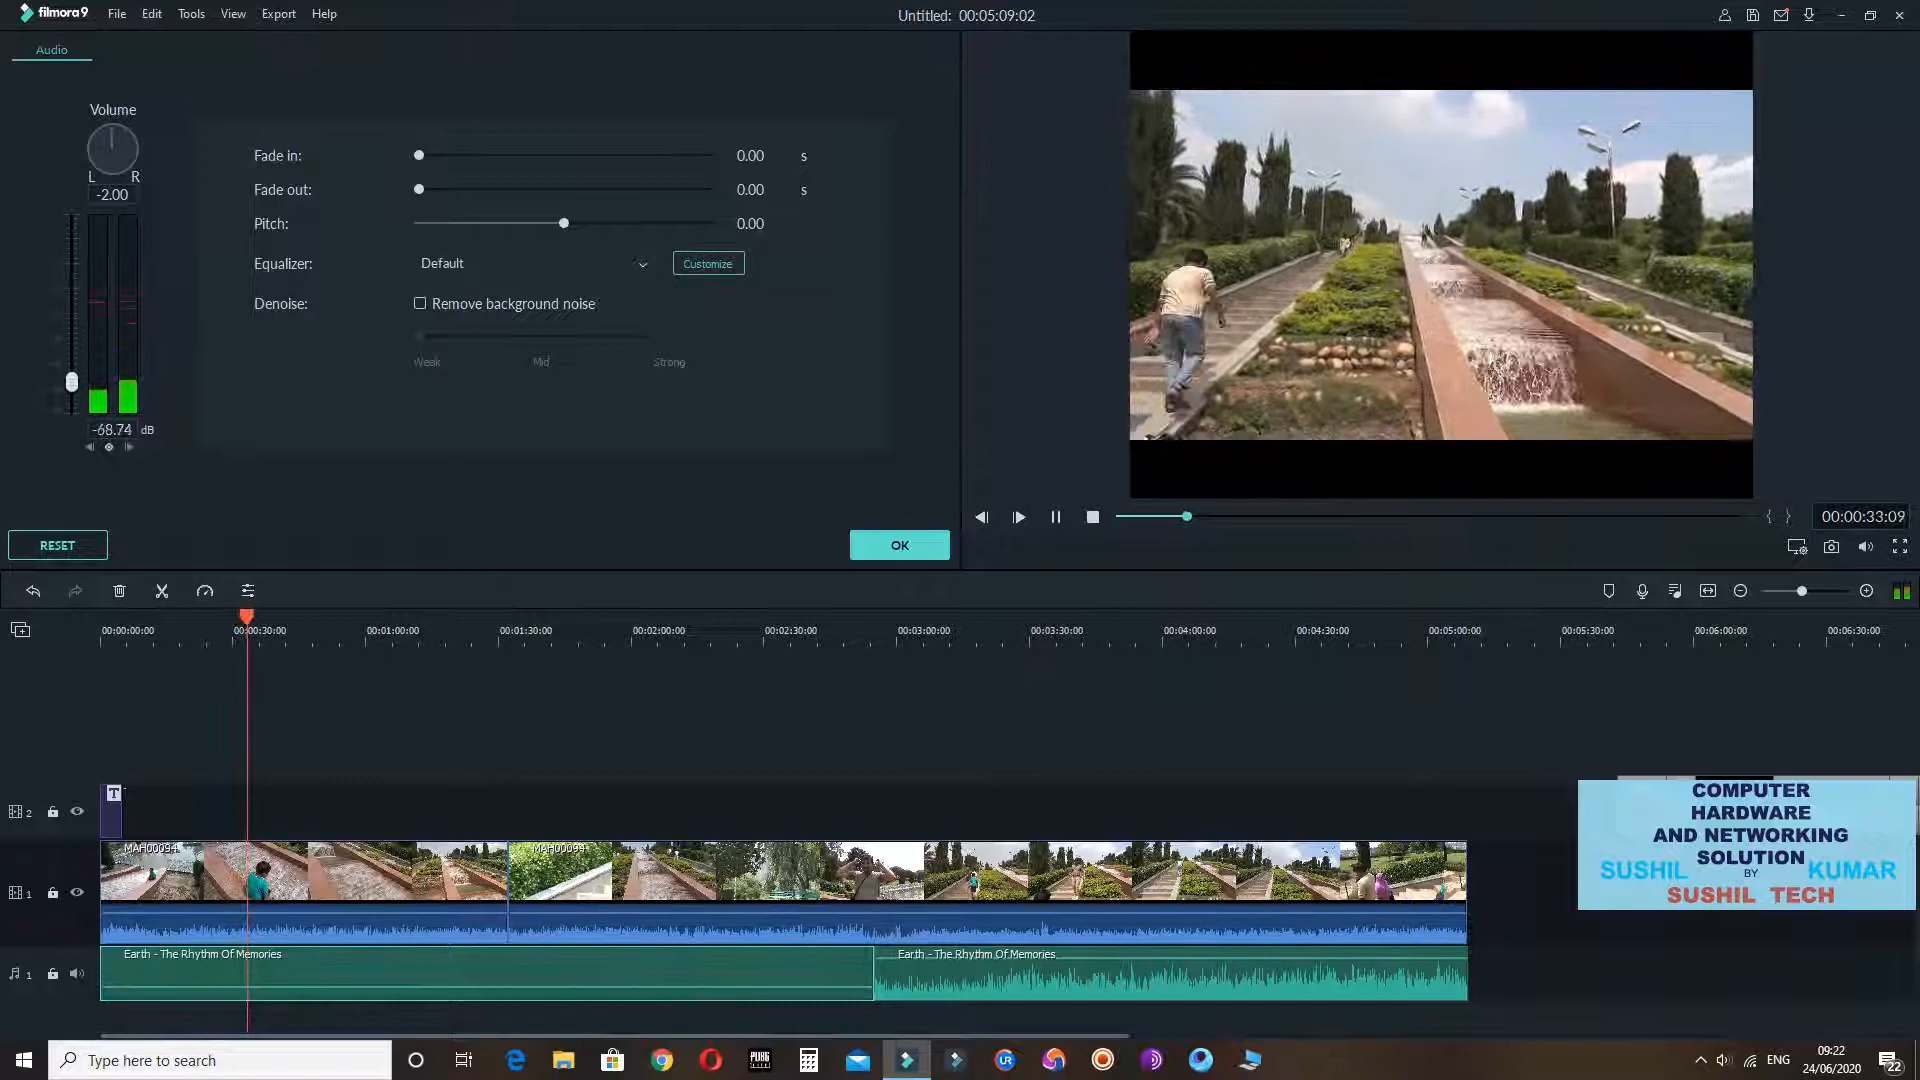 filmora9 File Edit Tools View Export Help Untitled: 00:05:09:02
Audio
Volume
L R
-2.00
-68.74 dB
Fade in: 0.00 s
Fade out: 0.00 s
Pitch: 0.00
Equalizer: Default Customize
Denoise: Remove background noise
Weak Mid Strong
RESET OK
00:00:33:09
00:00:00:00 00:00:30:00 00:01:00:00 00:01:30:00 00:02:00:00 00:02:30:00 00:03:00:00 00:03:30:00 00:04:00:00 00:04:30:00 00:05:00:00 00:05:30:00 00:06:00:00 00:06:30:00
T
2
MAH00094 MAH00094
1
Earth - The Rhythm Of Memories Earth - The Rhythm Of Memories
1
COMPUTER
HARDWARE
AND NETWORKING
SOLUTION
SUSHIL BY KUMAR
SUSHIL TECH
Type here to search
PUBG
UR
ENG
09:22
24/06/2020
22